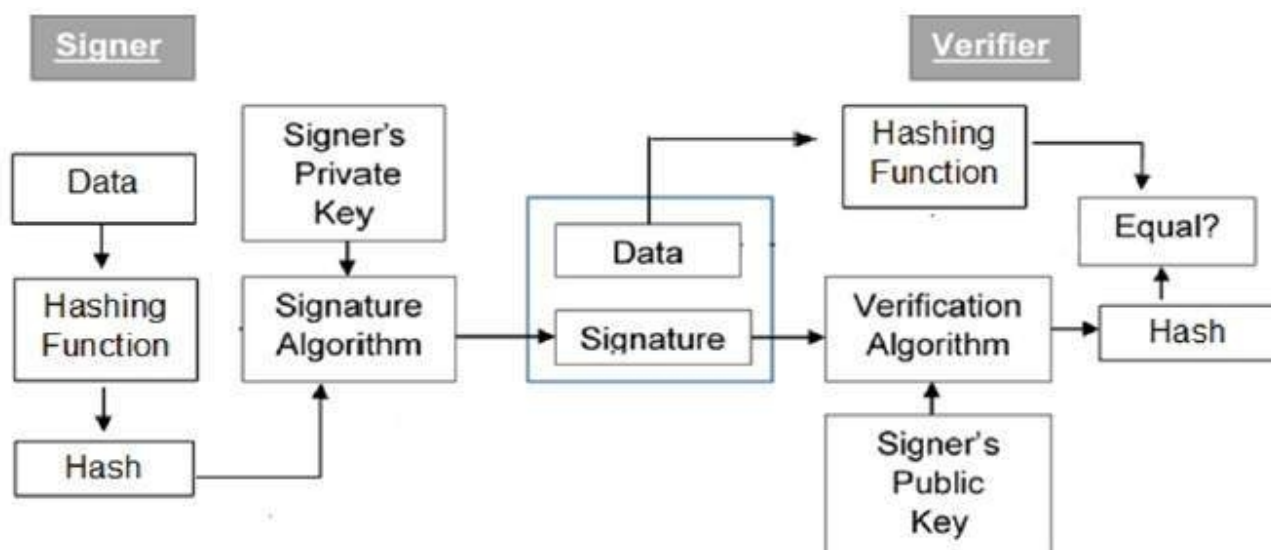 Signer
Verifier
Data
Hashing
Function
Hash
Signer's
Private
Key
Signature
Algorithm
Data
Signature
Hashing
Function
Verification
Algorithm
Signer's
Public
Key
Equal?
Hash